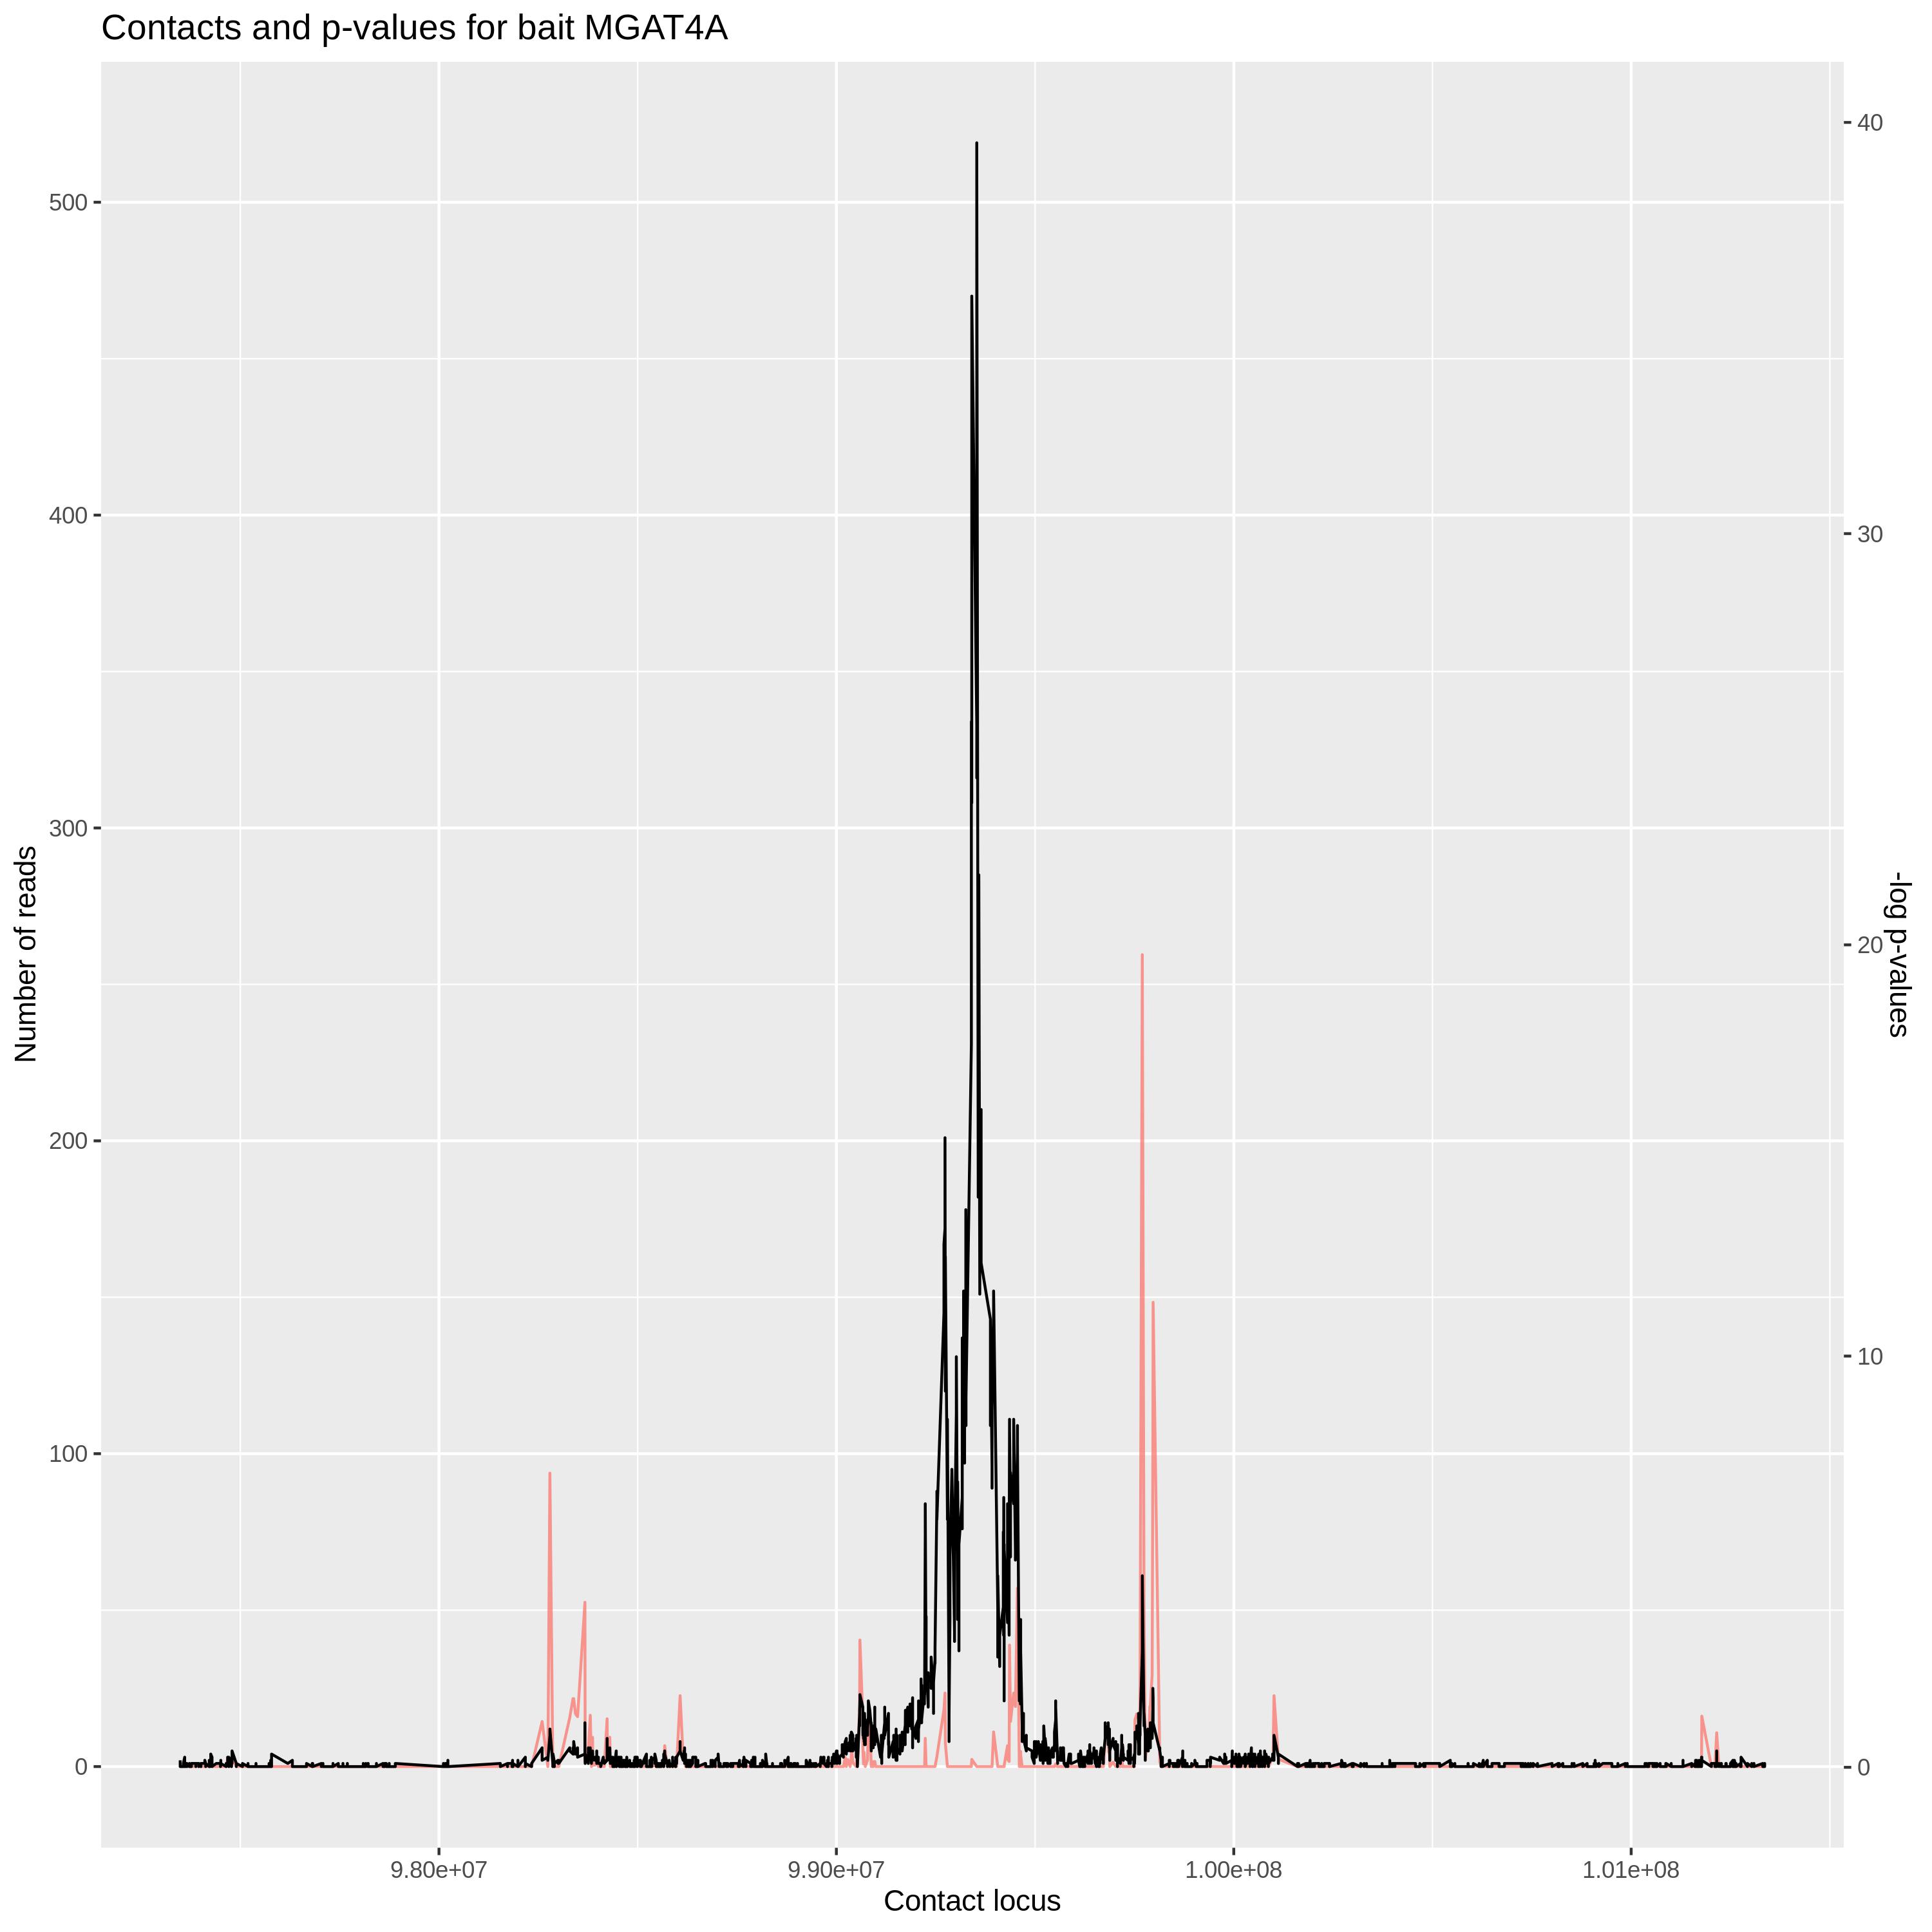 Contacts and p-values for bait MGAT4A
Number of reads
500
400
300
200
100
0
40
30
20
10
0
-log p-values
9.80e+07
9.90e+07
1.00e+08
1.01e+08
Contact locus